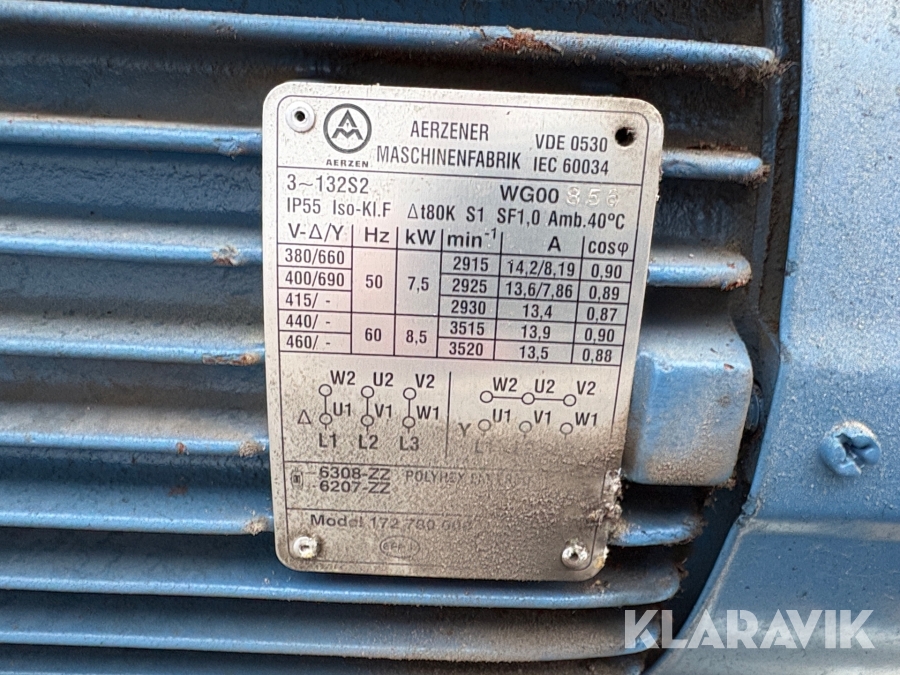 AERZENER
MASCHINENFABRIK
VDE 0530
IEC 60034
AERZEN
3~132S2
WG00
IP55 Iso-Kl.F Δt80K S1 SF1,0 Amb.40°C
V-Δ/Y Hz kW min⁻¹ A cosφ
380/660 50 7,5 2915 14,2/8,19 0,90
400/690 2925 13,6/7,86 0,89
415/ - 2930 13,4 0,87
440/ - 60 8,5 3515 13,9 0,90
460/ - 3520 13,5 0,88
W2 U2 V2 W2 U2 V2
Δ U1 V1 W1 Y U1 V1 W1
L1 L2 L3
6308-ZZ
6207-ZZ
Model 172 780
KLARAVIK